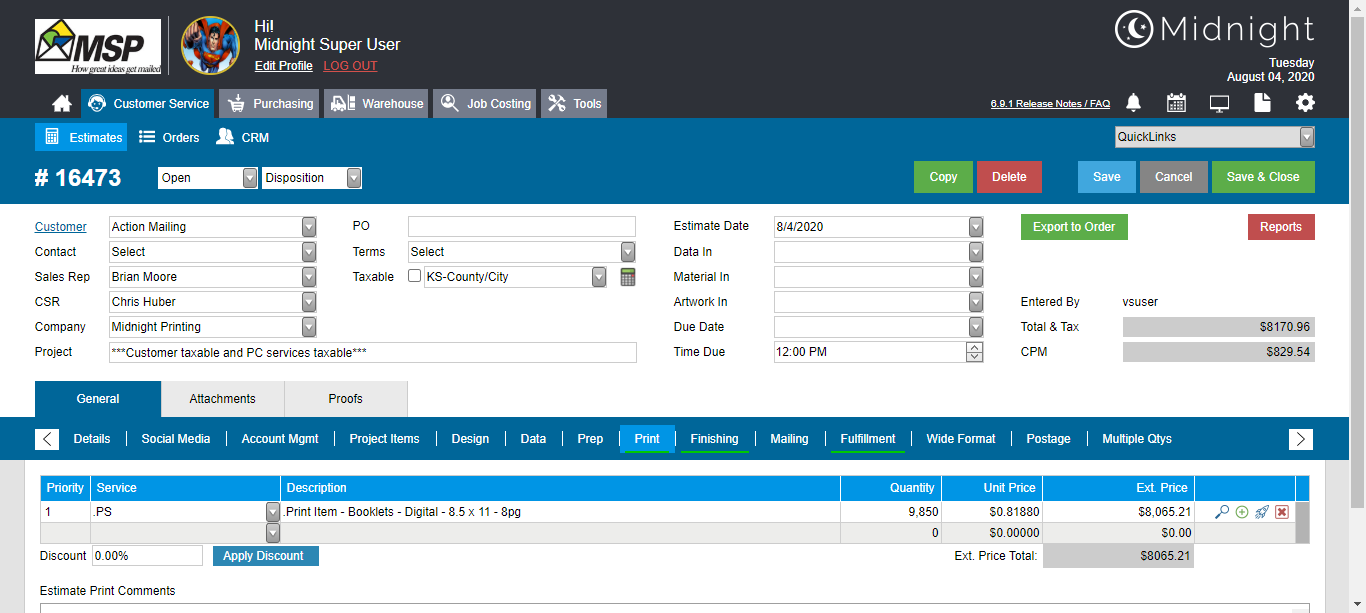 MSP
How great ideas get mailed
Hi!
Midnight Super User
Edit Profile LOG OUT
Midnight
Tuesday
August 04, 2020
Customer Service Purchasing Warehouse Job Costing Tools
6.9.1 Release Notes / FAQ
Estimates Orders CRM
QuickLinks
# 16473 Open Disposition Copy Delete Save Cancel Save & Close
Customer Action Mailing PO Estimate Date 8/4/2020 Export to Order Reports
Contact Select Terms Select Data In
Sales Rep Brian Moore Taxable KS-County/City Material In
CSR Chris Huber Artwork In Entered By vsuser
Company Midnight Printing Due Date Total & Tax $8170.96
Project ***Customer taxable and PC services taxable*** Time Due 12:00 PM CPM $829.54
General Attachments Proofs
Details Social Media Account Mgmt Project Items Design Data Prep Print Finishing Mailing Fulfillment Wide Format Postage Multiple Qtys
Priority Service Description Quantity Unit Price Ext. Price
1 .PS .Print Item - Booklets - Digital - 8.5 x 11 - 8pg 9,850 $0.81880 $8,065.21
0 $0.00000 $0.00
Discount 0.00% Apply Discount Ext. Price Total: $8065.21
Estimate Print Comments